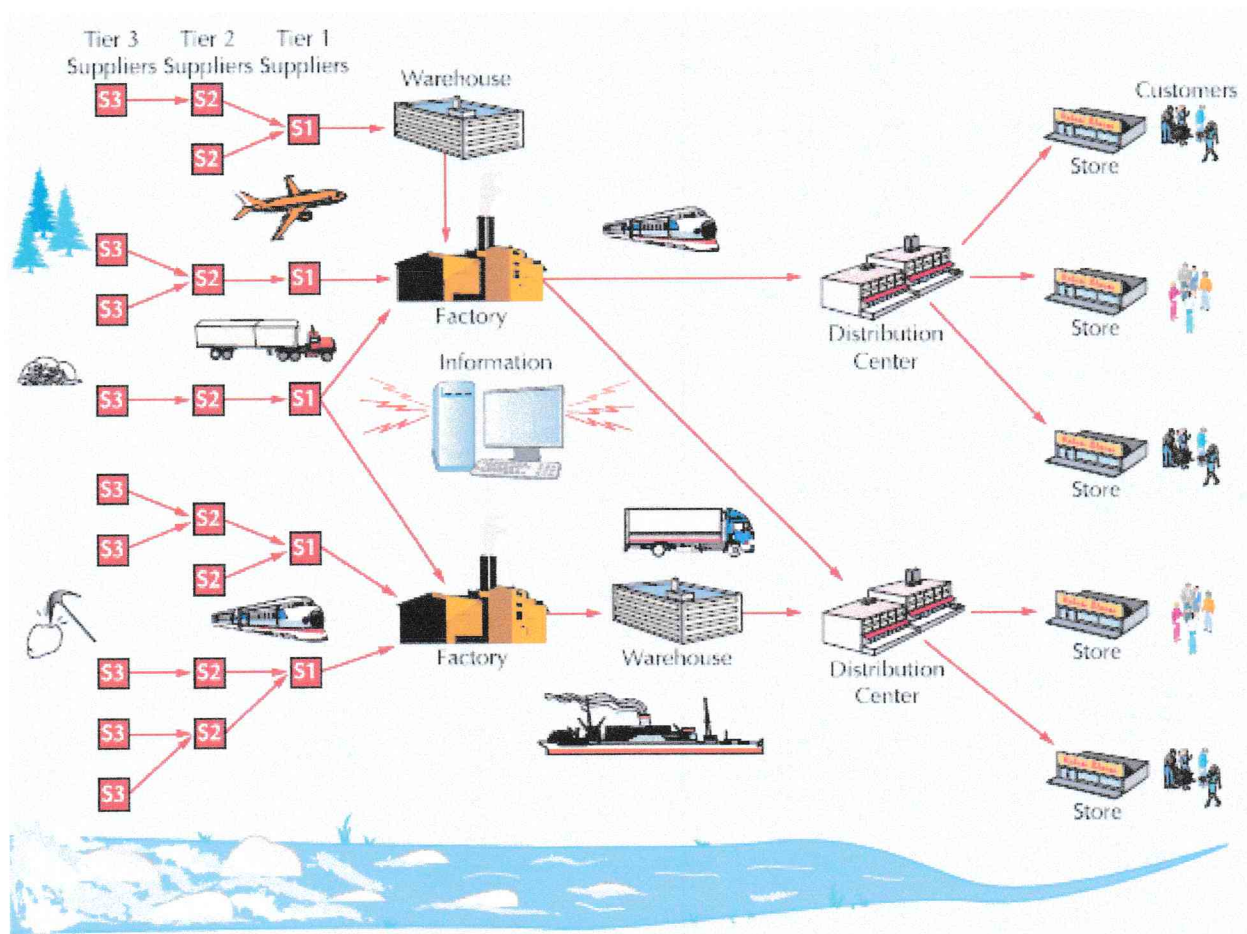 Tier 3 Tier 2 Tier 1
Suppliers Suppliers Suppliers
Warehouse
Customers
S3
S2
S1
S2
Store
S3
S2
S1
S3
Factory
Distribution
Center
Store
Information
S3
S2
S1
S3
S2
S1
S3
S2
Store
Factory
Warehouse
Distribution
Center
Store
S3
S2
S1
S3
S2
S3
Store